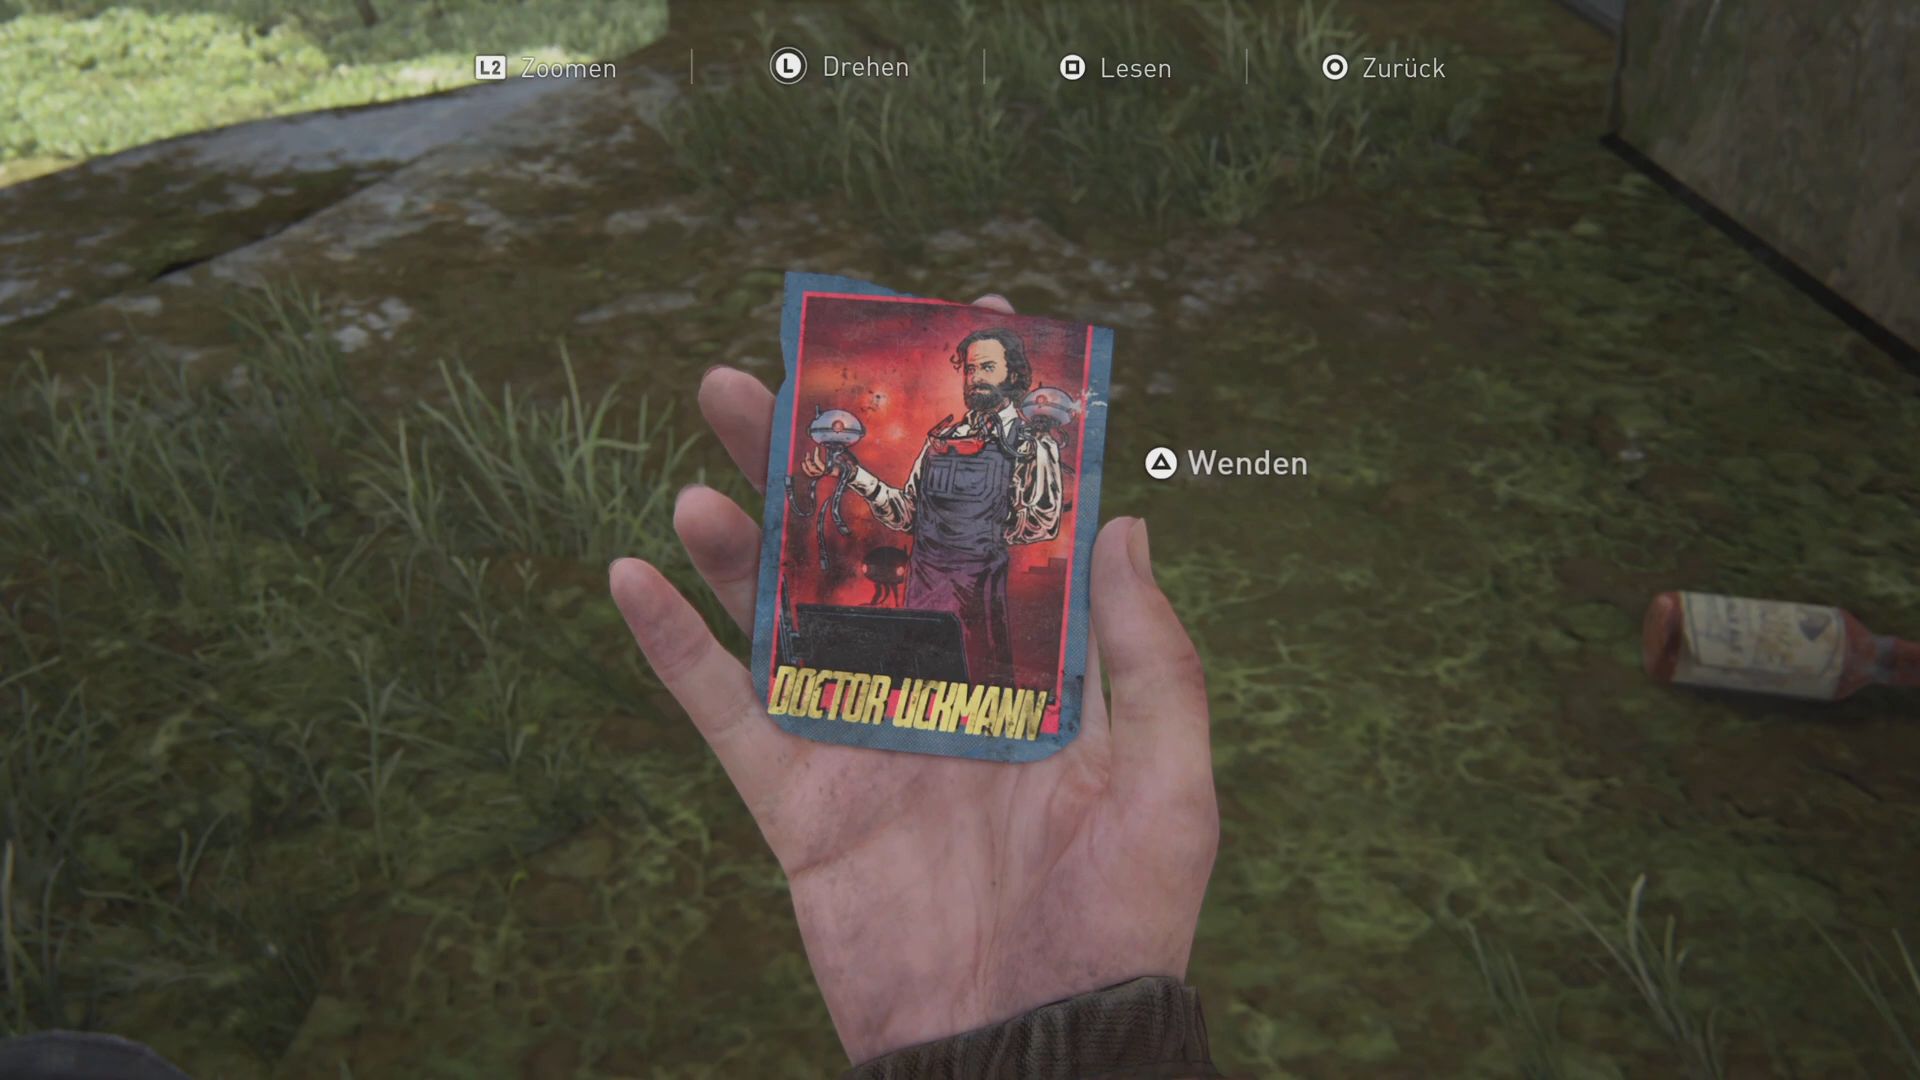 L2 Zoomen
L Drehen
Lesen
Zurück
Wenden
DOCTOR UCKMANN